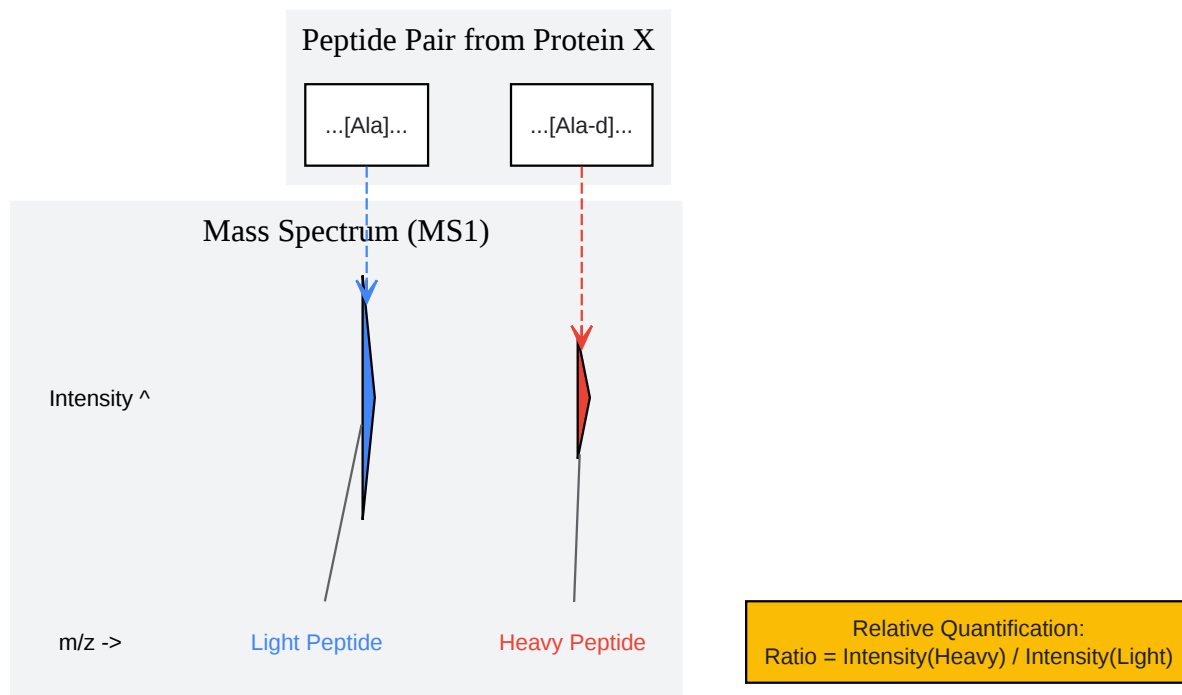 Peptide Pair from Protein X
...[Ala]...
...[Ala-d]...
Mass Spectrum (MS1)
Intensity ^
m/z ->
Light Peptide
Heavy Peptide
Relative Quantification:
Ratio = Intensity(Heavy) / Intensity(Light)